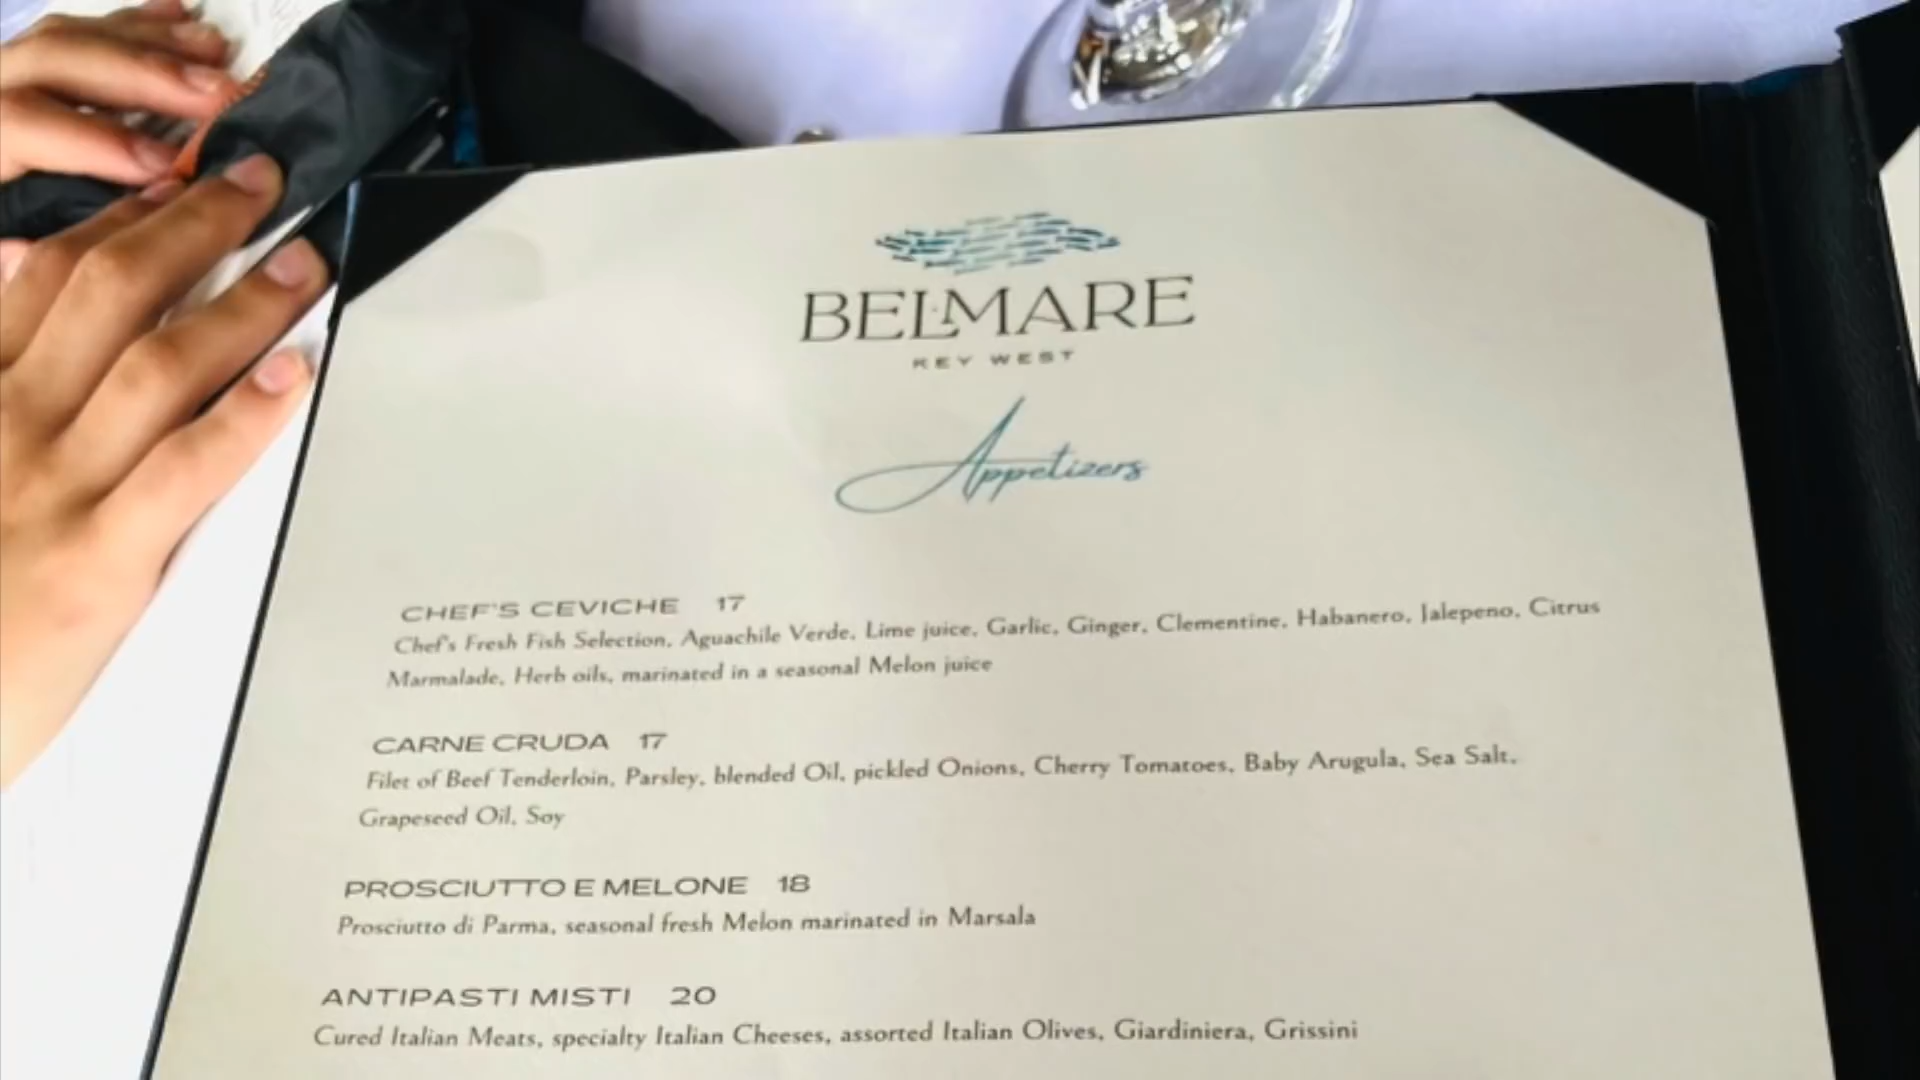 BEL·MARE
KEY WEST
Appetizers
CHEF'S CEVICHE 17
Chef's Fresh Fish Selection, Aguachile Verde, Lime juice, Garlic, Ginger, Clementine, Habanero, Jalepeno, Citrus
Marmalade, Herb oils, marinated in a seasonal Melon juice
CARNE CRUDA 17
Filet of Beef Tenderloin, Parsley, blended Oil, pickled Onions, Cherry Tomatoes, Baby Arugula, Sea Salt,
Grapeseed Oil, Soy
PROSCIUTTO E MELONE 18
Prosciutto di Parma, seasonal fresh Melon marinated in Marsala
ANTIPASTI MISTI 20
Cured Italian Meats, specialty Italian Cheeses, assorted Italian Olives, Giardiniera, Grissini